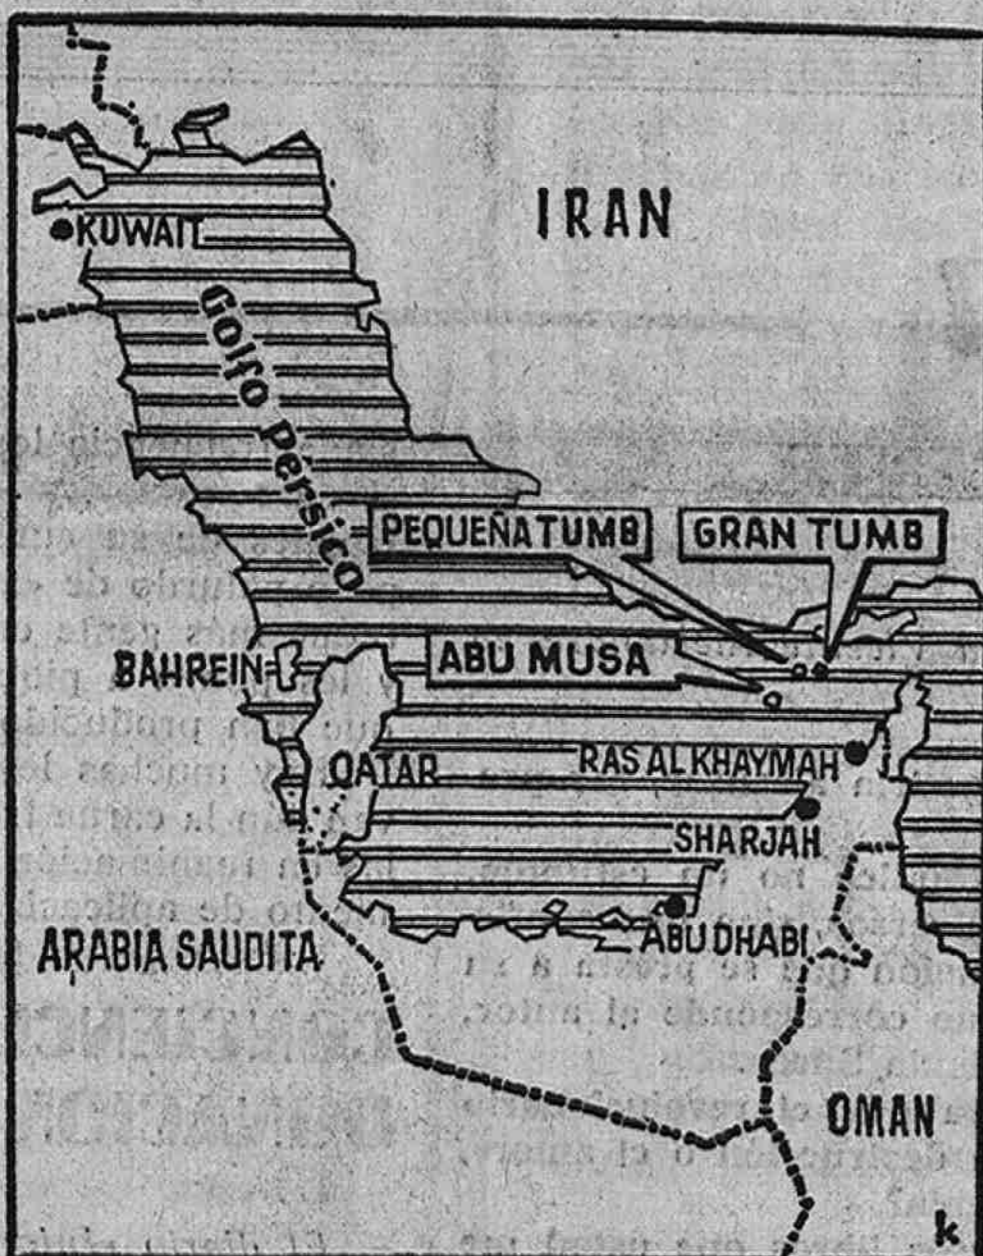 IRAN
KUWAIT
Golfo Pérsico
PEQUEÑA TUMB
GRAN TUMB
BAHREIN
ABU MUSA
QATAR
RAS AL KHAYMAH
SHARJAH
ABU DHABI
ARABIA SAUDITA
OMAN
k